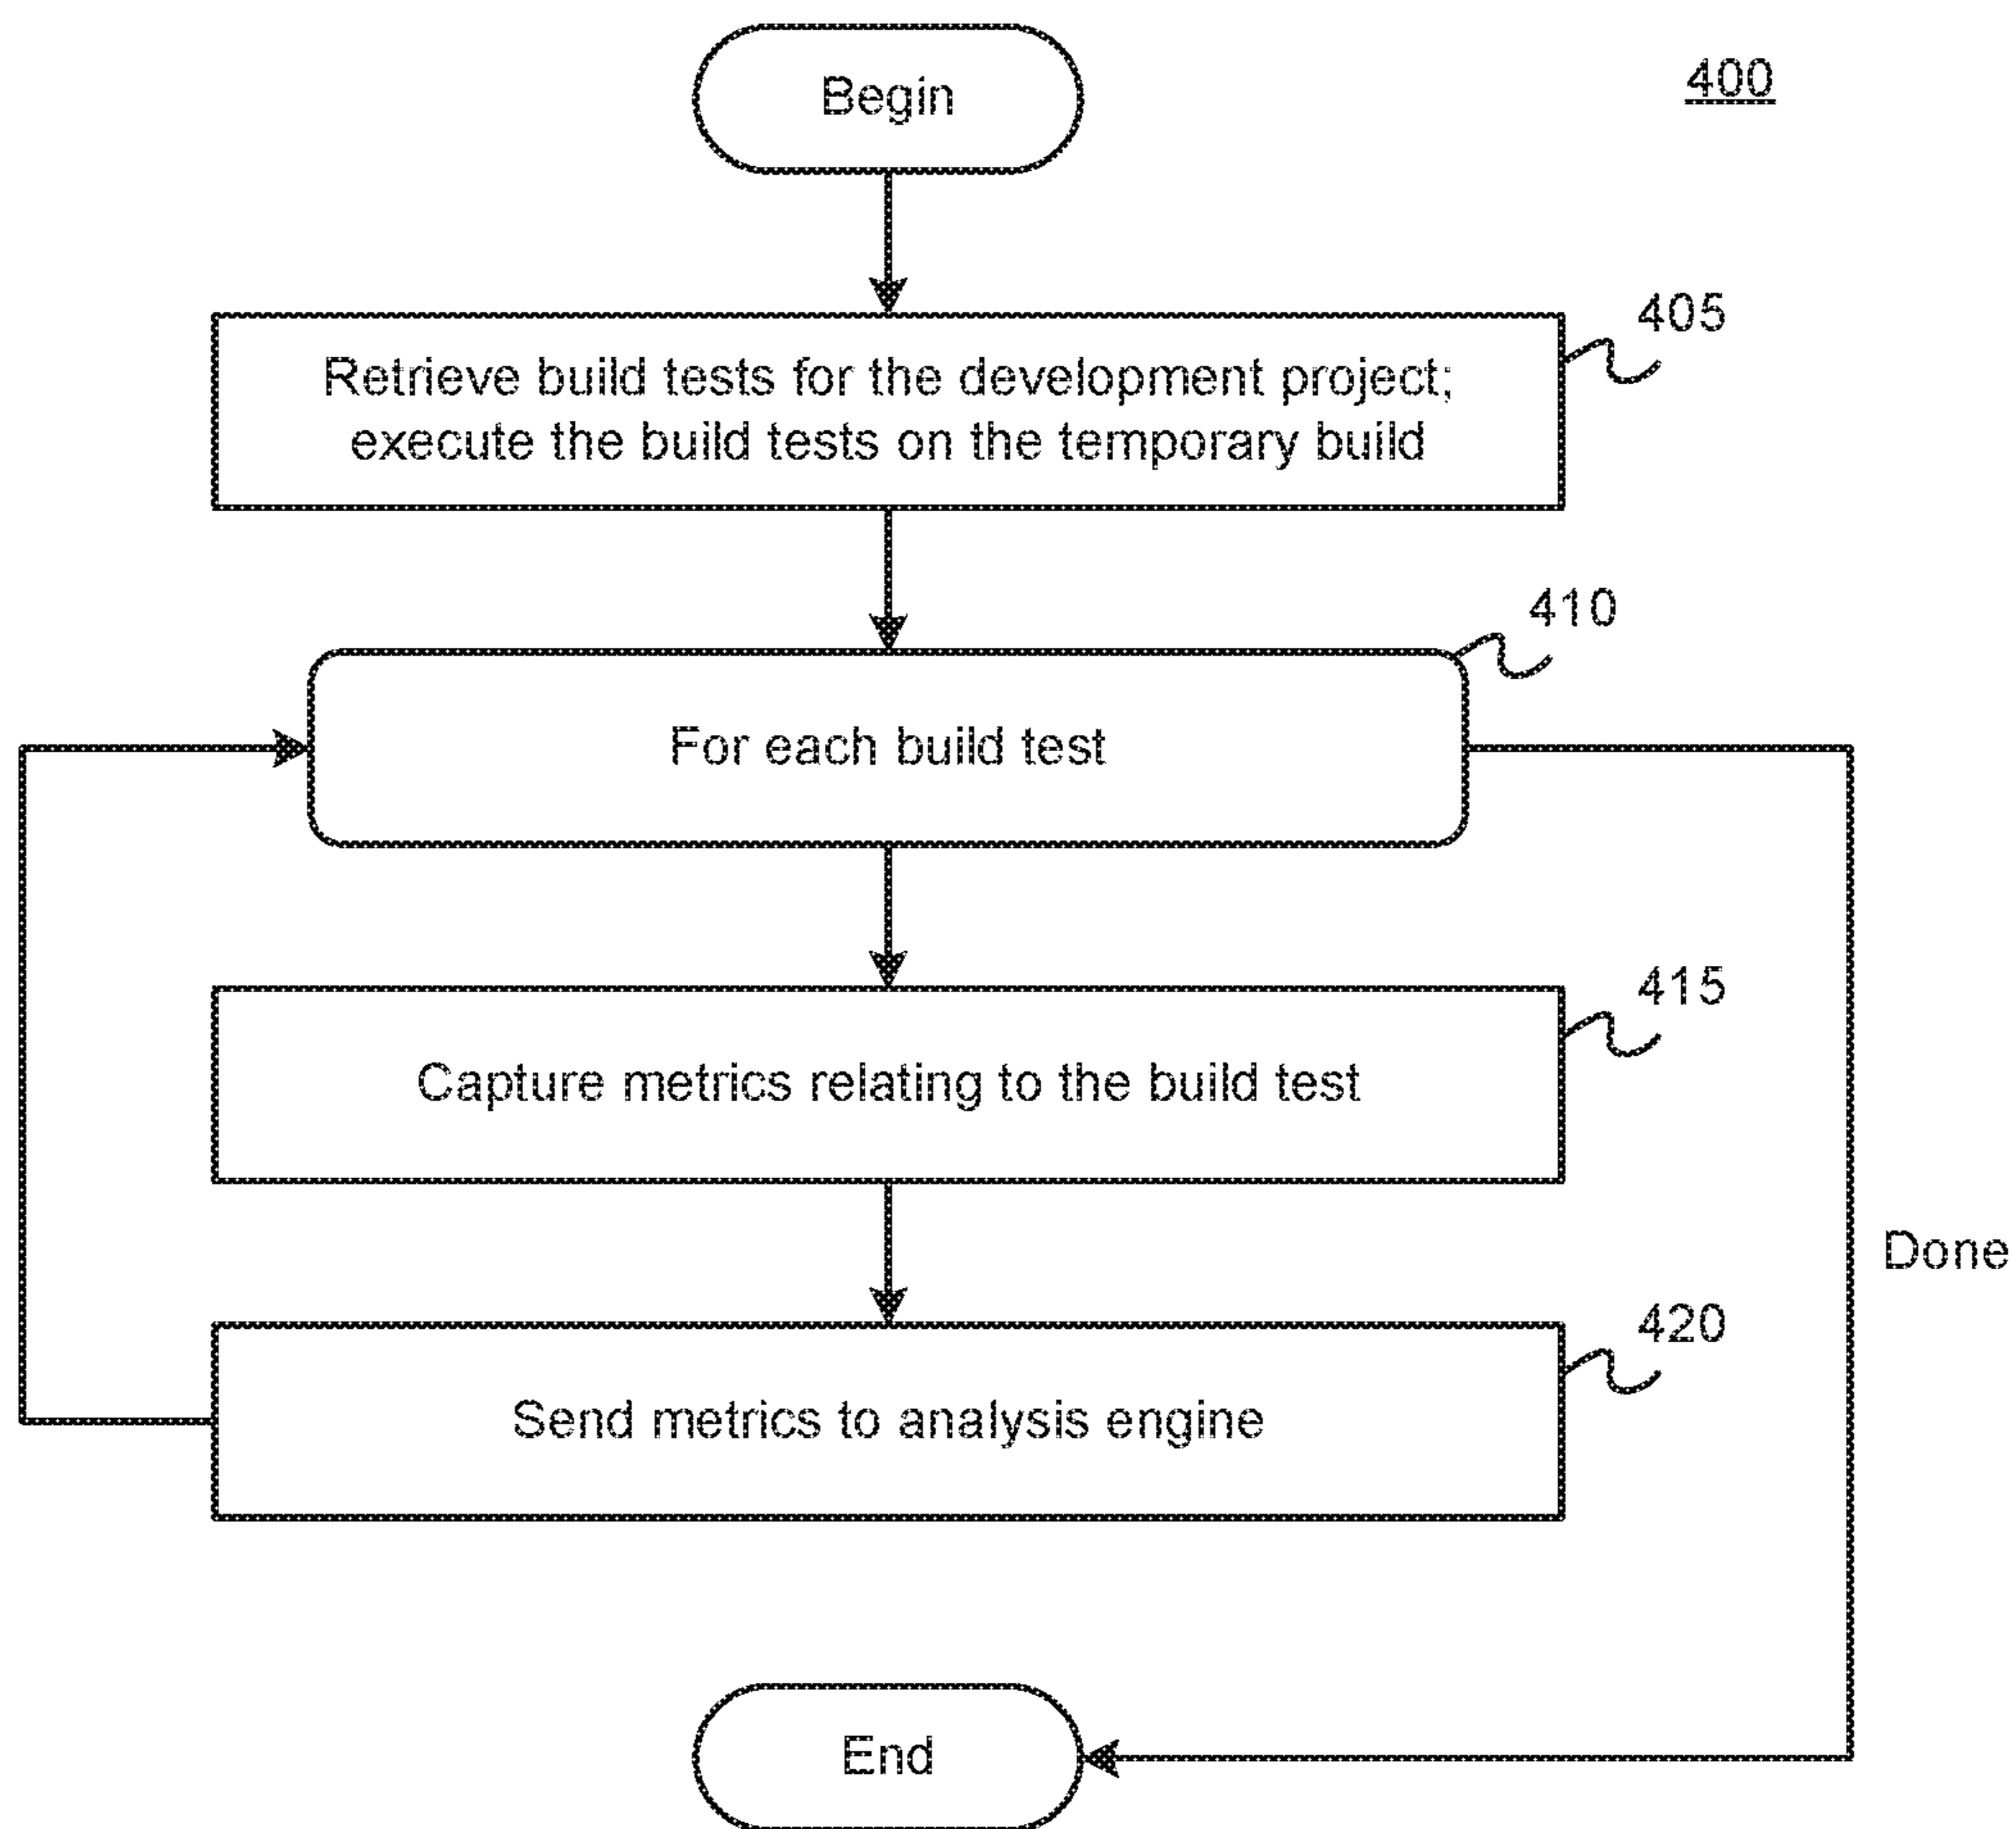 Begin
400
405
Retrieve build tests for the development project;
execute the build tests on the temporary build
410
For each build test
415
Capture metrics relating to the build test
Done
420
Send metrics to analysis engine
End